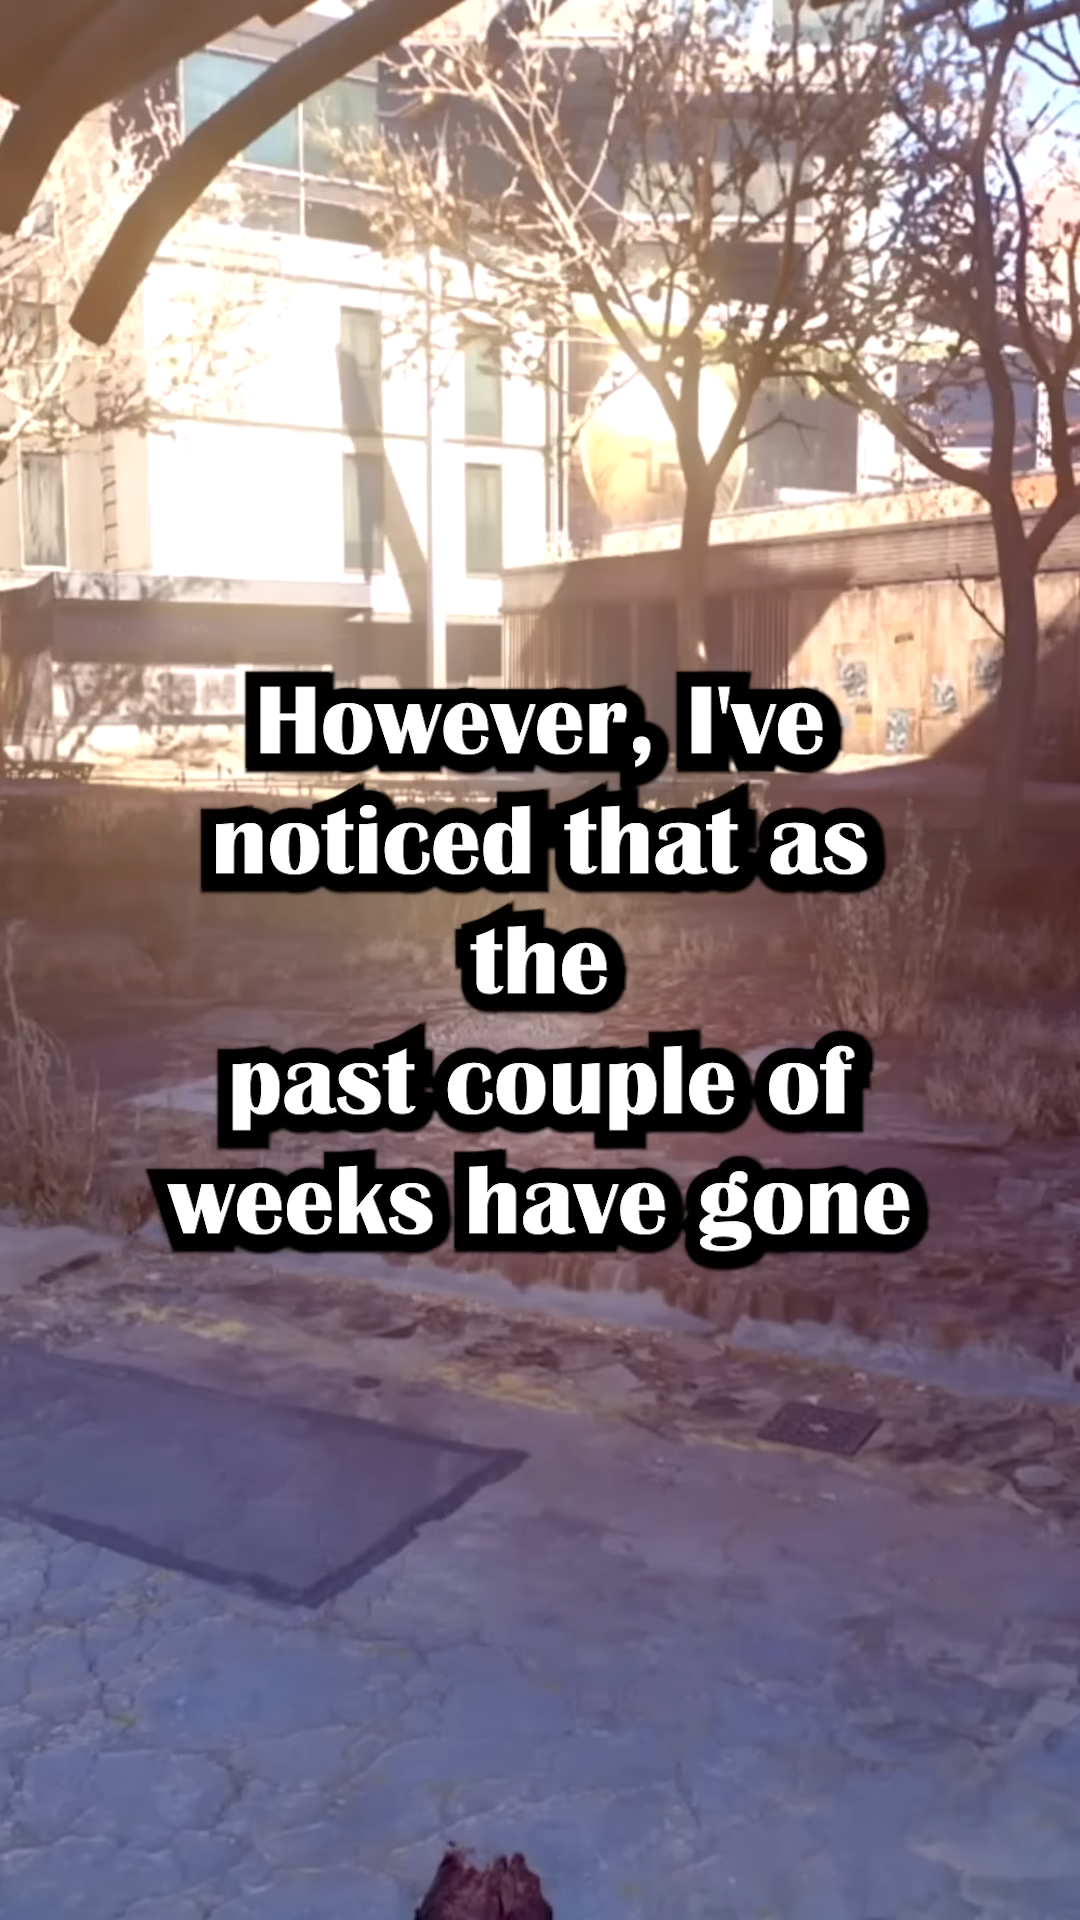 However, I've
noticed that as
the
past couple of
weeks have gone